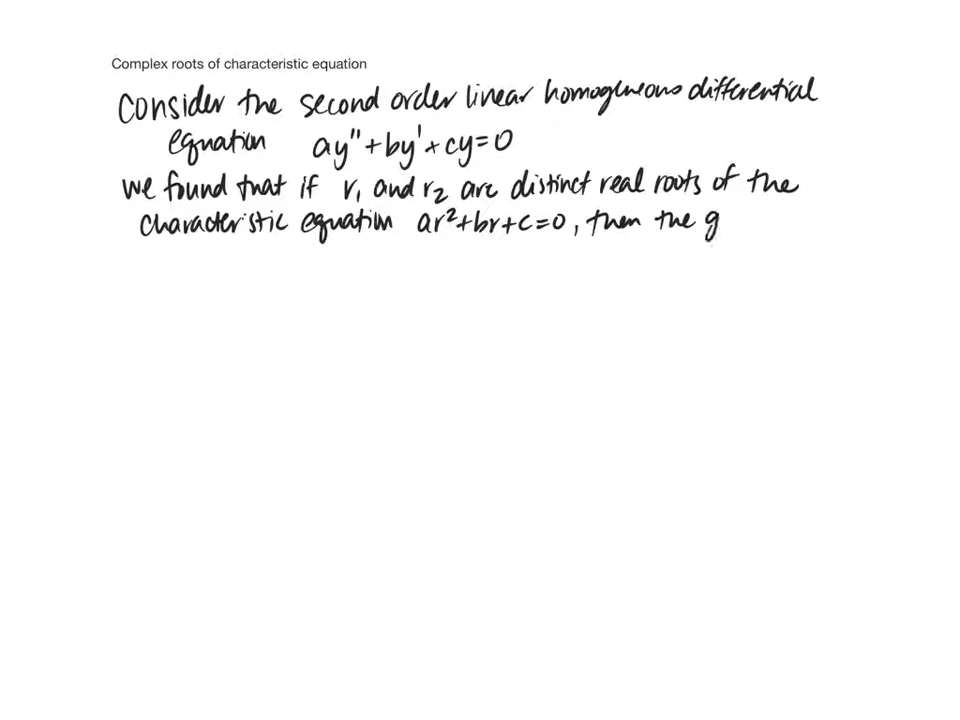 Complex roots of characteristic equation
Consider the second order linear homogeneous differential
equation ay''+by'+cy=0
we found that if r₁ and r₂ are distinct real roots of the
characteristic equation ar²+br+c=0, then the g